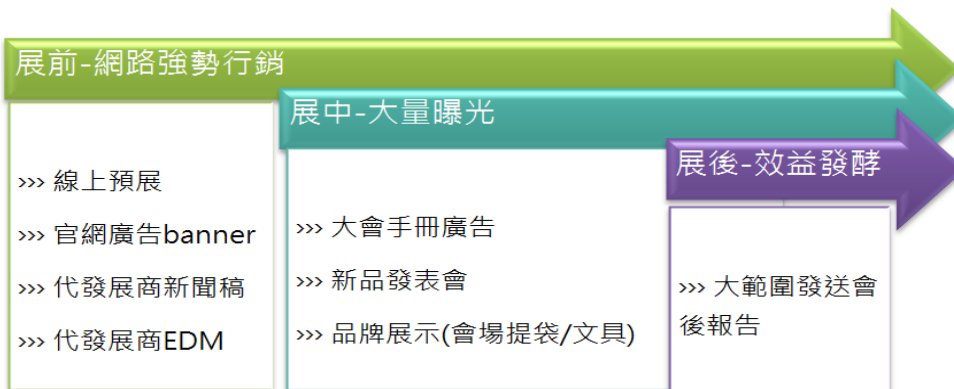 展前-網路強勢行銷
>>> 線上預展
>>> 官網廣告banner
>>> 代發展商新聞稿
>>> 代發展商EDM
展中-大量曝光
>>> 大會手冊廣告
>>> 新品發表會
>>> 品牌展示(會場提袋/文具)
展後-效益發酵
>>> 大範圍發送會
後報告